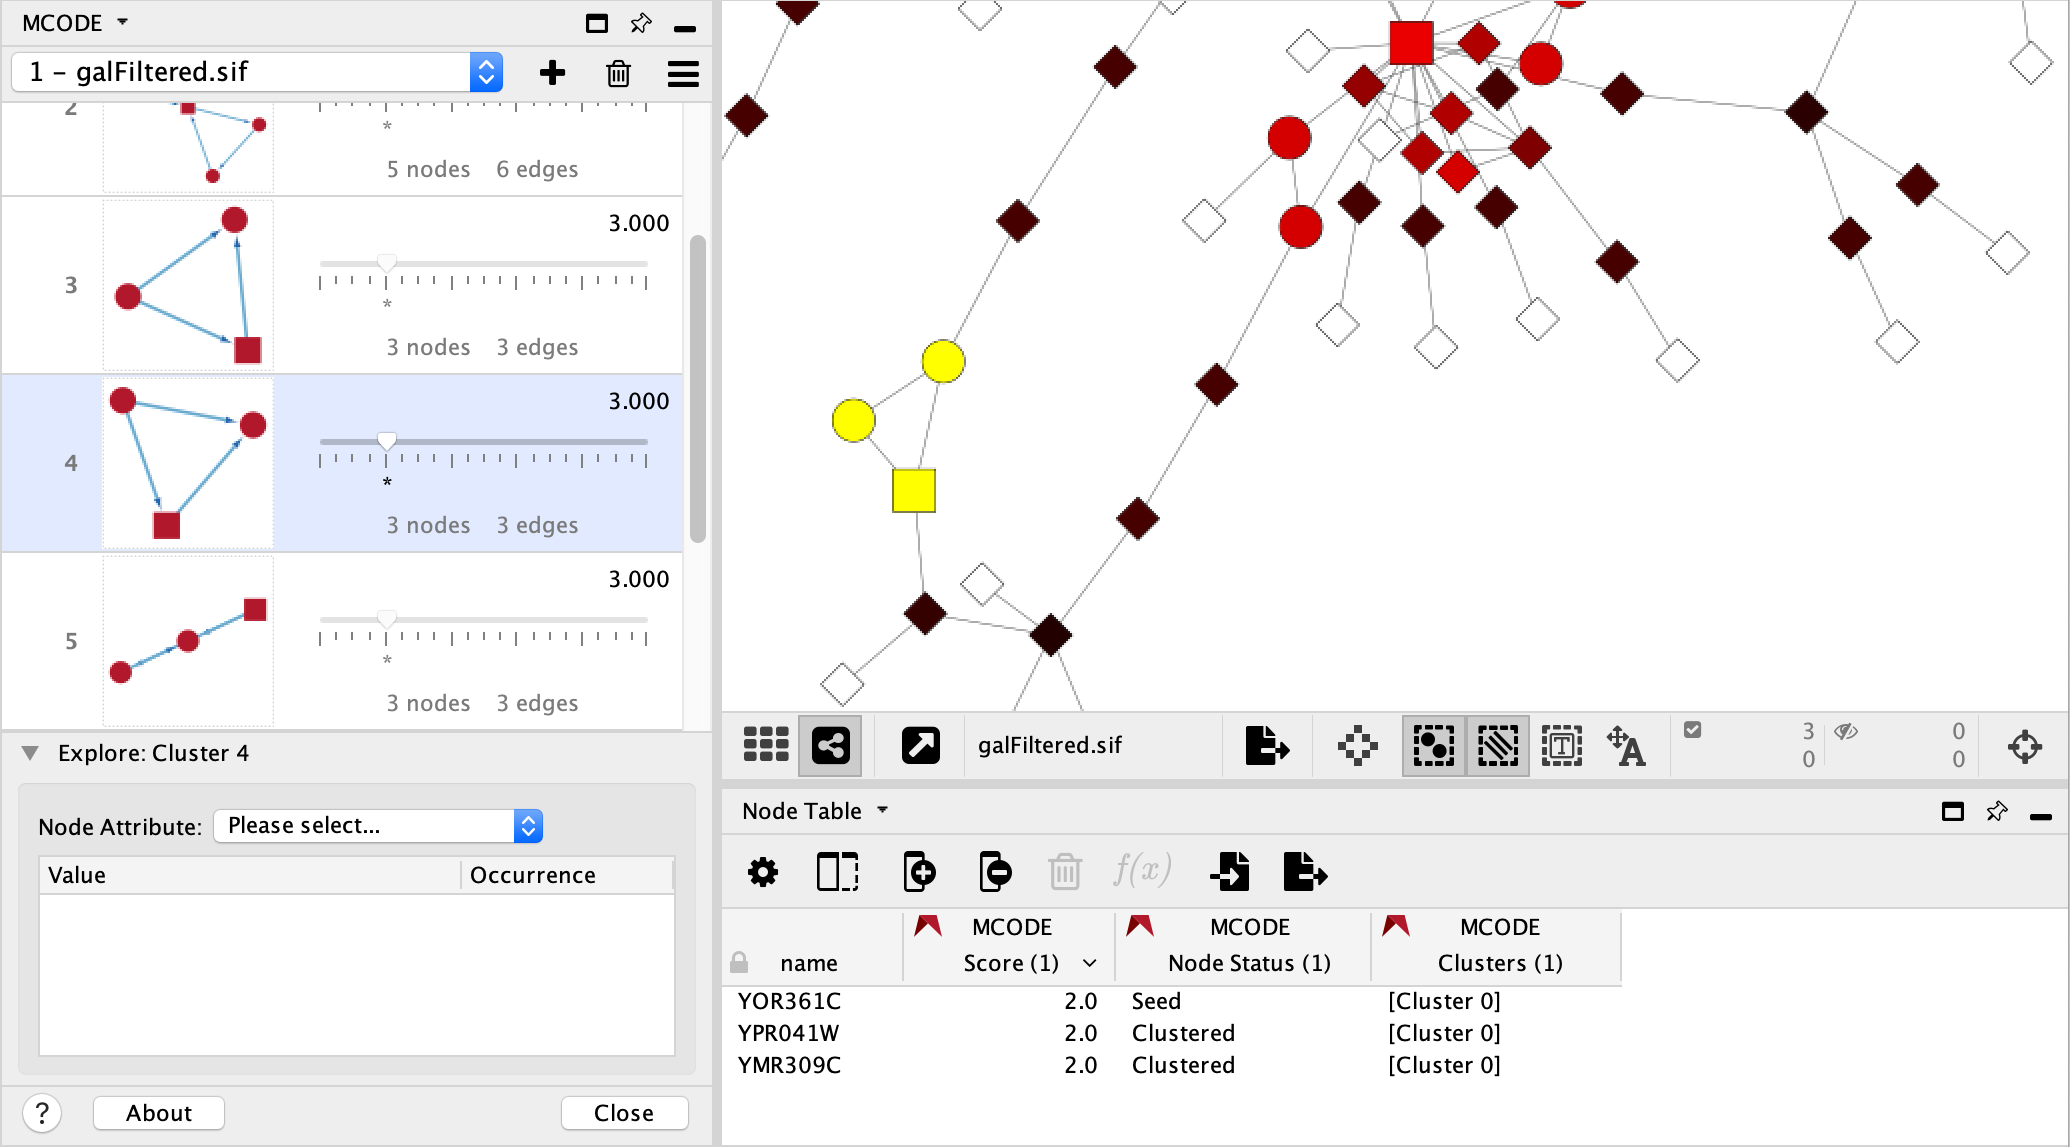 MCODE
1 – galFiltered.sif
2
*
5 nodes 6 edges
3
3.000
*
3 nodes 3 edges
4
3.000
*
3 nodes 3 edges
5
3.000
*
3 nodes 3 edges
Explore: Cluster 4
Node Attribute: Please select...
Value Occurrence
? About Close
galFiltered.sif
T
A
3 0
0 0
Node Table
f(x)
name MCODE Score (1) MCODE Node Status (1) MCODE Clusters (1)
YOR361C 2.0 Seed [Cluster 0]
YPR041W 2.0 Clustered [Cluster 0]
YMR309C 2.0 Clustered [Cluster 0]